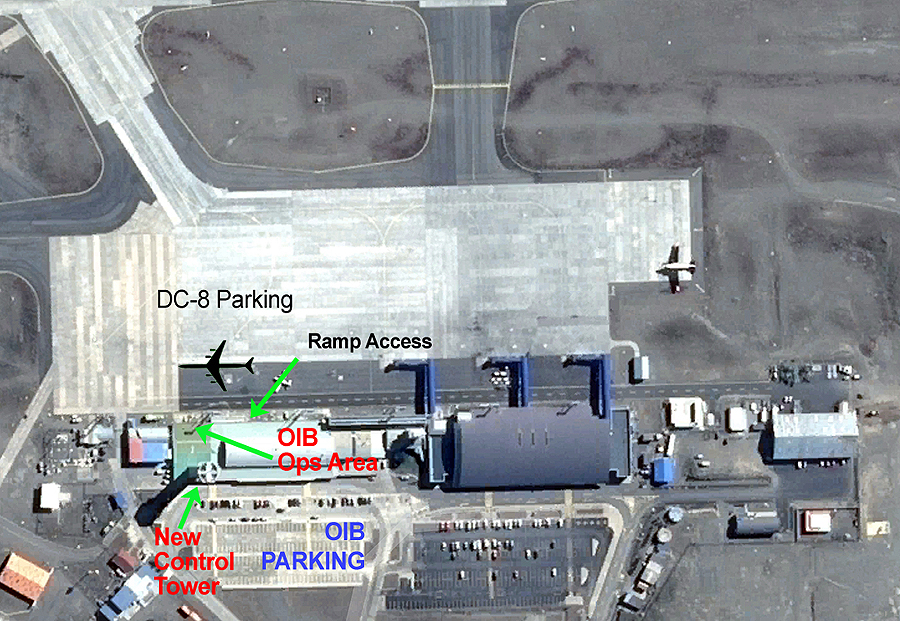 DC-8 Parking
Ramp Access
OIB
Ops Area
New
Control
Tower
OIB
PARKING